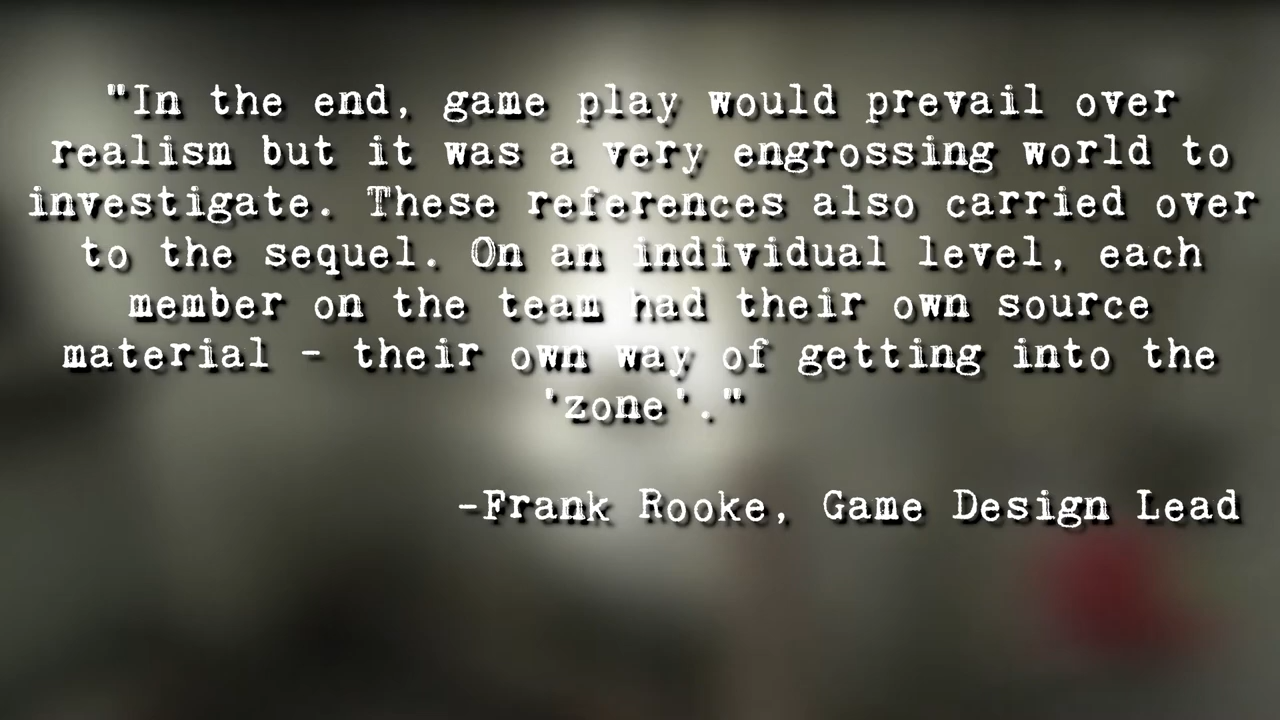 "In the end, game play would prevail over
realism but it was a very engrossing world to
investigate. These references also carried over
to the sequel. On an individual level, each
member on the team had their own source
material - their own way of getting into the
'zone'."
-Frank Rooke, Game Design Lead